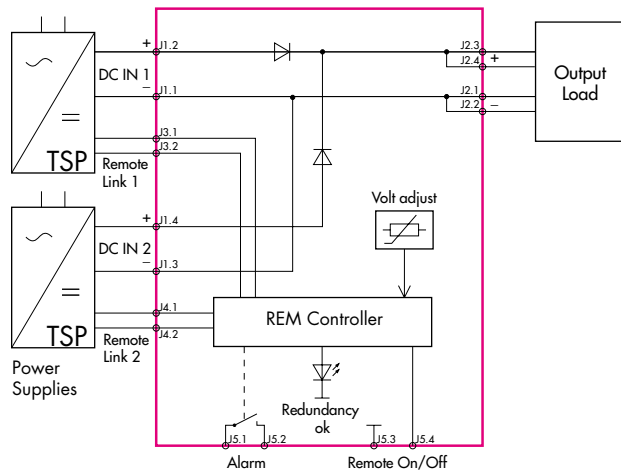 +
J1.2
J2.3
J2.4
+
DC IN 1
Output
Load
−
J1.1
J2.1
J2.2
−
J3.1
J3.2
TSP
Remote
Link 1
Volt adjust
+
J1.4
DC IN 2
−
J1.3
J4.1
REM Controller
TSP
J4.2
Remote
Link 2
Power
Supplies
Redundancy
ok
J5.1
J5.2
J5.3
J5.4
Alarm
Remote On/Off